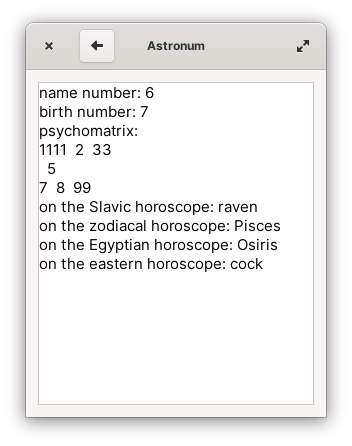 Astronum
name number: 6
birth number: 7
psychomatrix:
1111  2  33
  5
7  8  99
on the Slavic horoscope: raven
on the zodiacal horoscope: Pisces
on the Egyptian horoscope: Osiris
on the eastern horoscope: cock